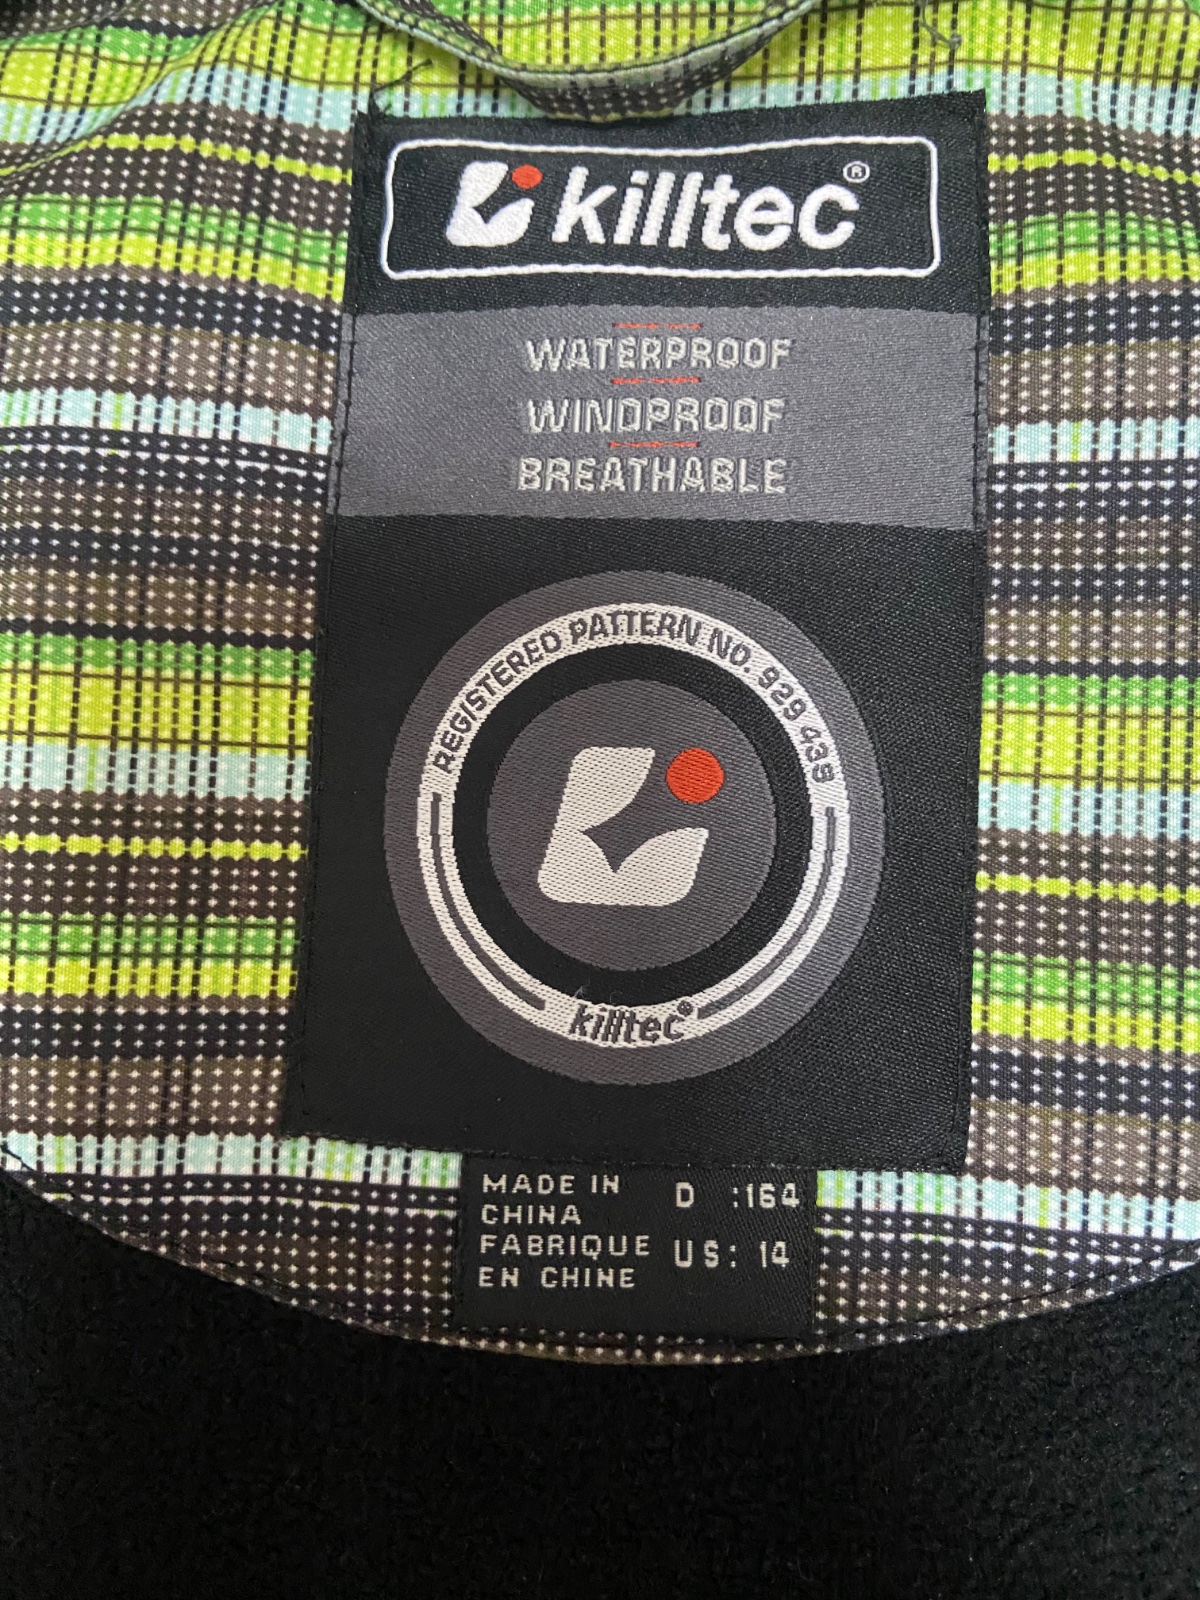 killtec®
WATERPROOF
WINDPROOF
BREATHABLE
REGISTERED PATTERN NO. 929 439
killtec®
MADE IN
CHINA
FABRIQUE
EN CHINE
D :164
US: 14